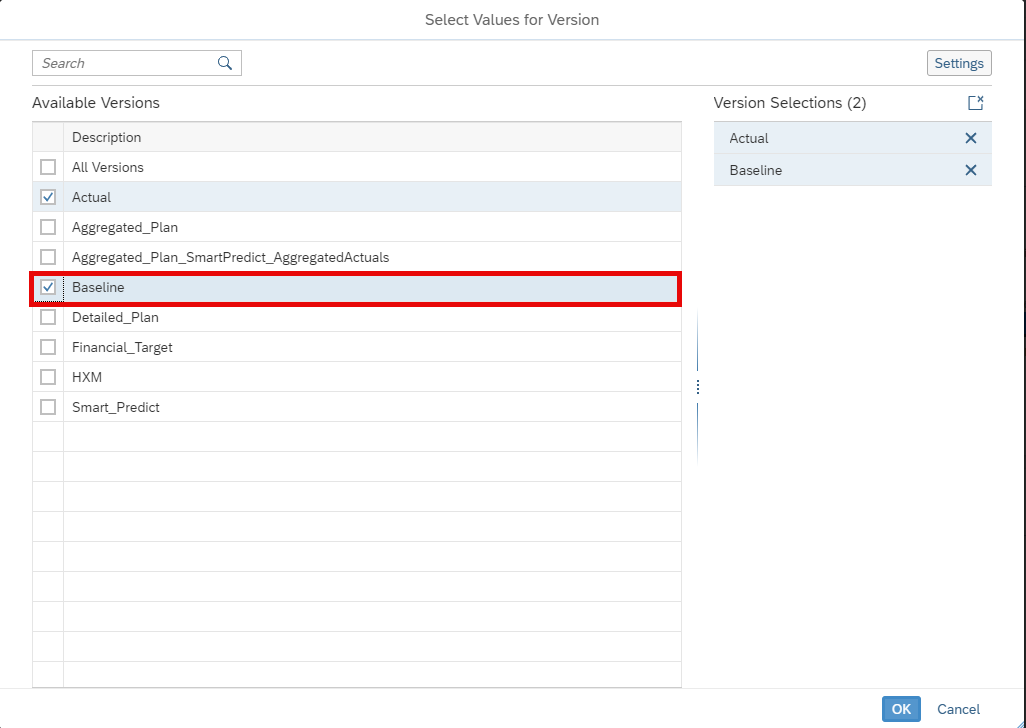 Select Values for Version
Search
Settings
Available Versions
Description
All Versions
Actual
Aggregated_Plan
Aggregated_Plan_SmartPredict_AggregatedActuals
Baseline
Detailed_Plan
Financial_Target
HXM
Smart_Predict
Version Selections (2)
Actual
Baseline
OK
Cancel